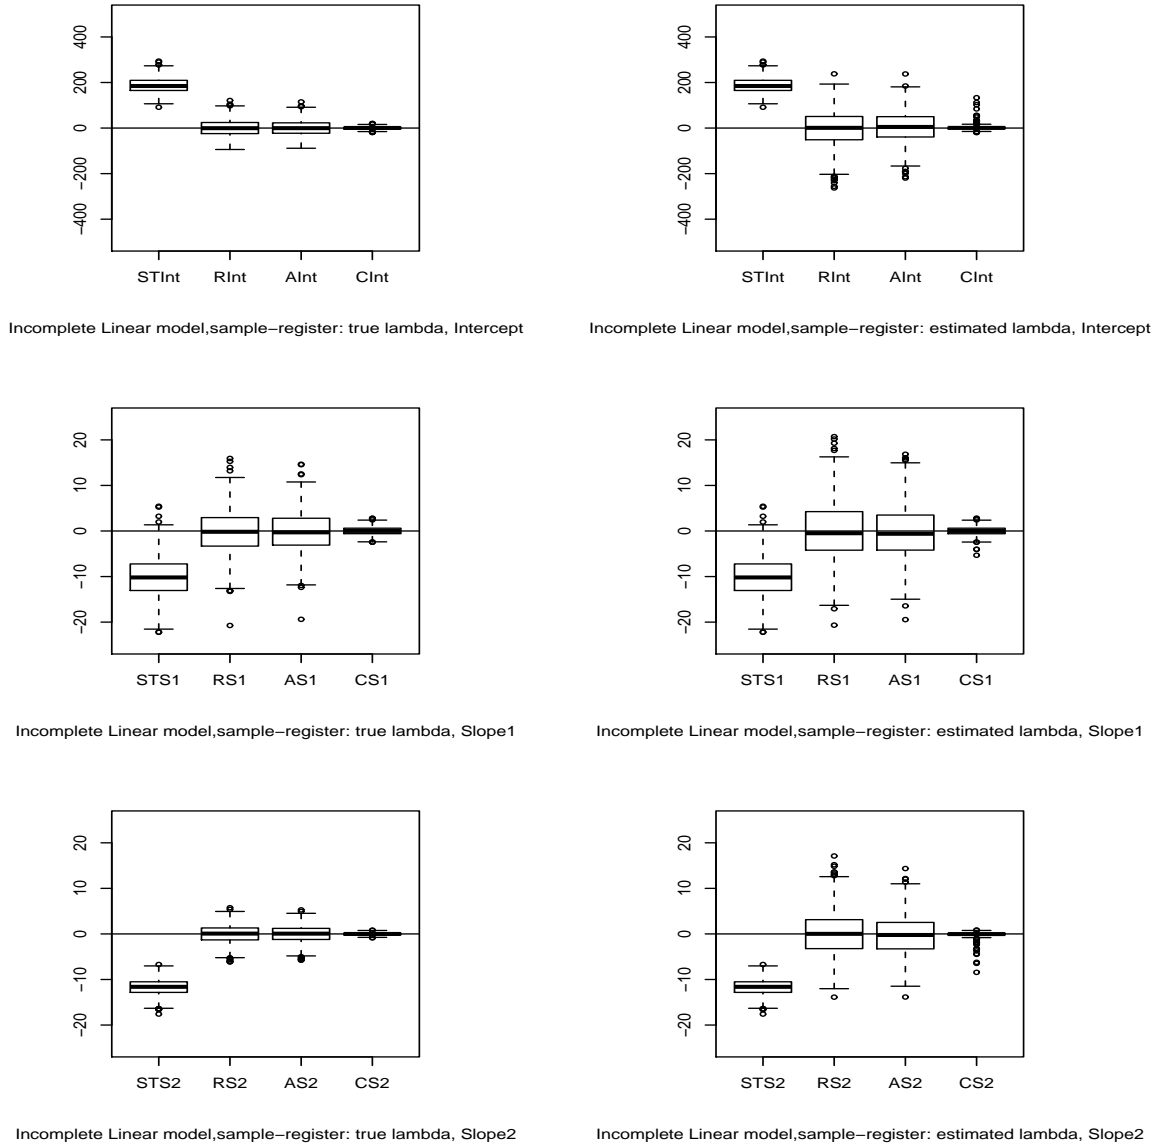 400
200
0
−200
−400
STInt RInt AInt CInt
Incomplete Linear model,sample−register: true lambda, Intercept
400
200
0
−200
−400
STInt RInt AInt CInt
Incomplete Linear model,sample−register: estimated lambda, Intercept
20
10
0
−10
−20
STS1 RS1 AS1 CS1
Incomplete Linear model,sample−register: true lambda, Slope1
20
10
0
−10
−20
STS1 RS1 AS1 CS1
Incomplete Linear model,sample−register: estimated lambda, Slope1
20
10
0
−10
−20
STS2 RS2 AS2 CS2
Incomplete Linear model,sample−register: true lambda, Slope2
20
10
0
−10
−20
STS2 RS2 AS2 CS2
Incomplete Linear model,sample−register: estimated lambda, Slope2